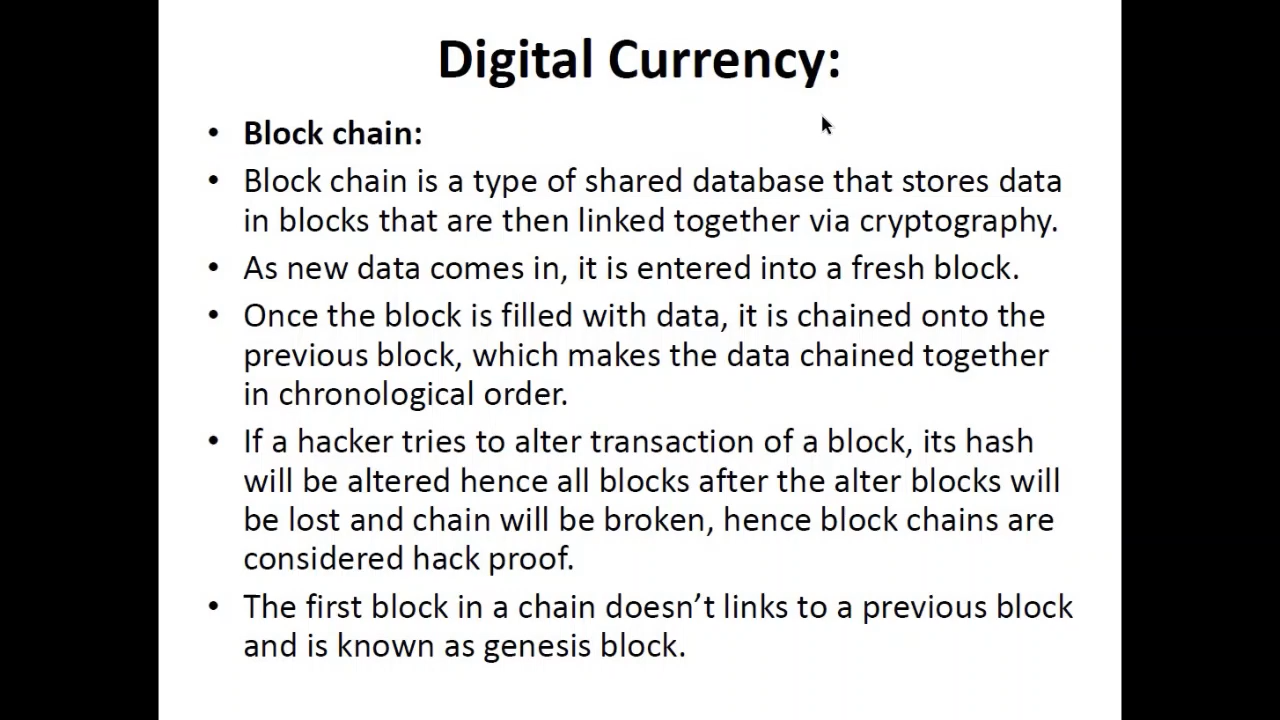 Digital Currency:
• Block chain:
• Block chain is a type of shared database that stores data
in blocks that are then linked together via cryptography.
• As new data comes in, it is entered into a fresh block.
• Once the block is filled with data, it is chained onto the
previous block, which makes the data chained together
in chronological order.
• If a hacker tries to alter transaction of a block, its hash
will be altered hence all blocks after the alter blocks will
be lost and chain will be broken, hence block chains are
considered hack proof.
• The first block in a chain doesn’t links to a previous block
and is known as genesis block.